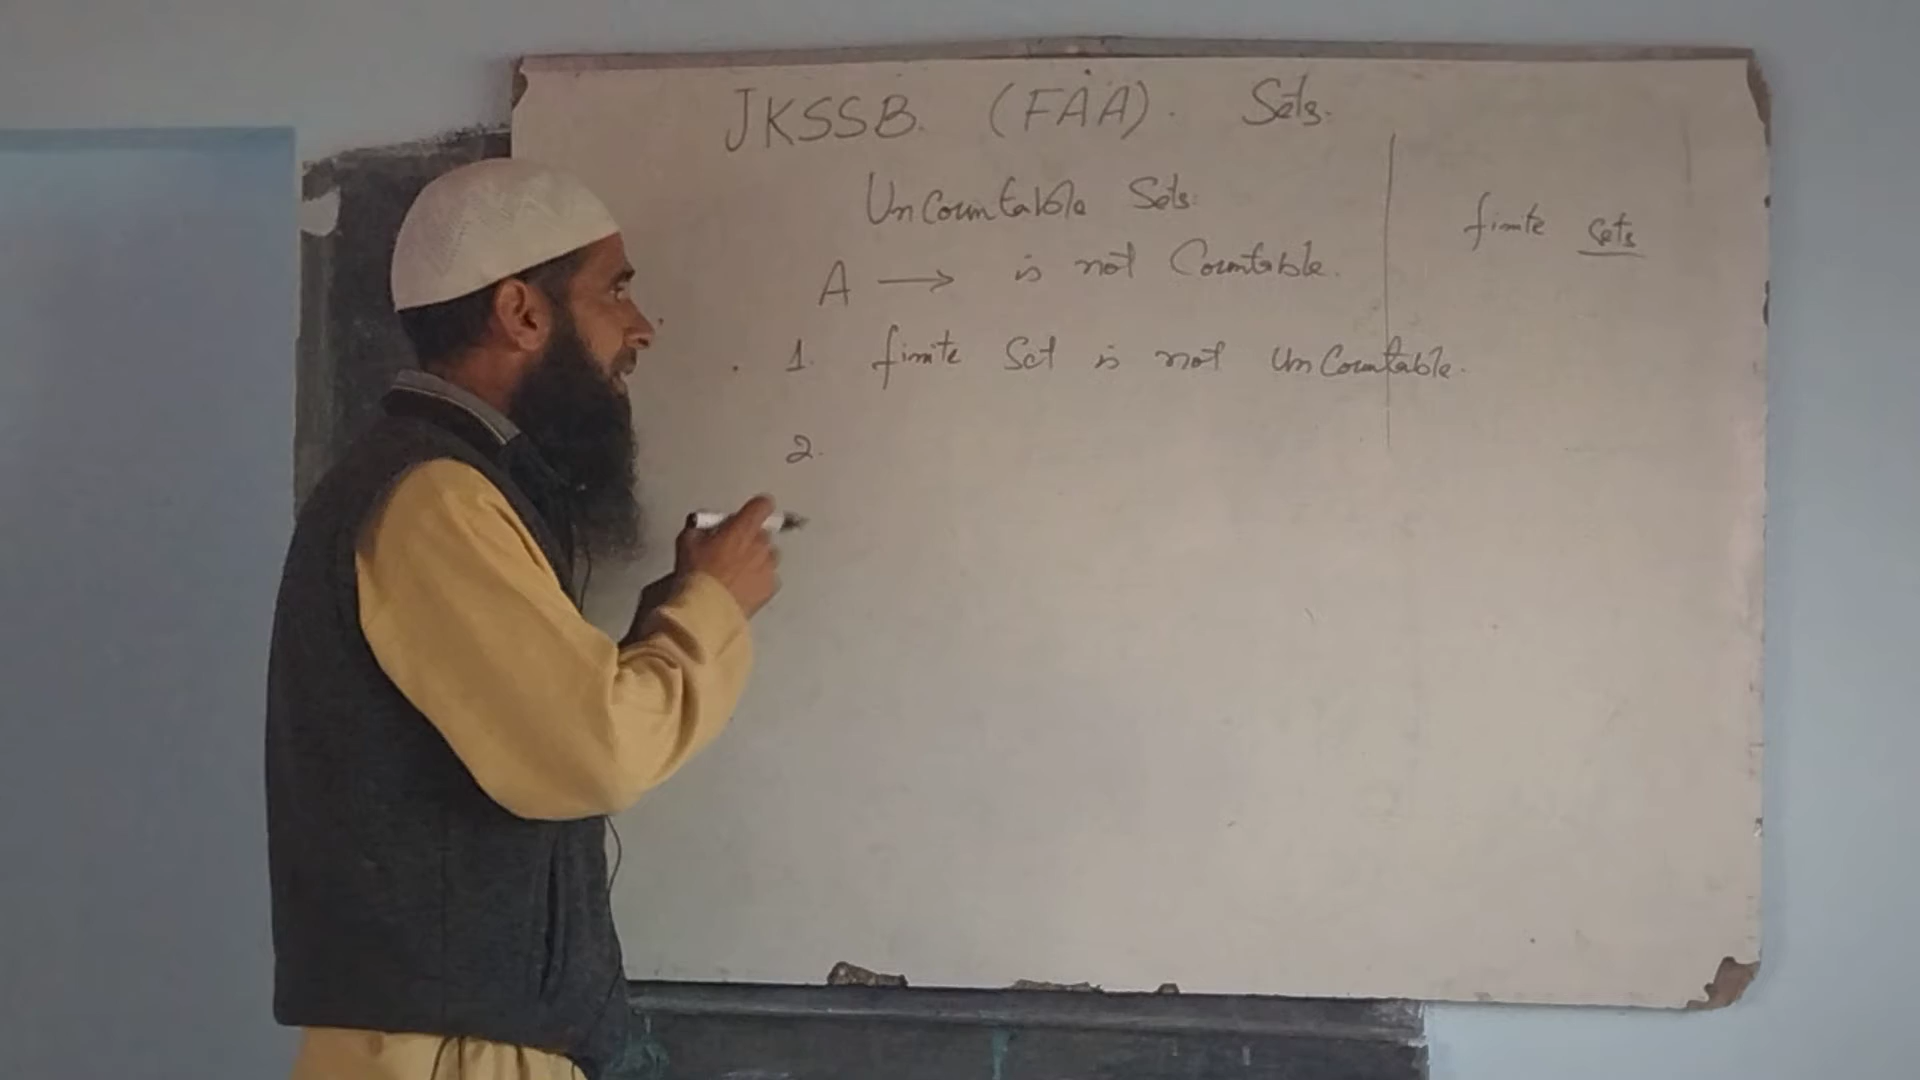 JKSSB. (FAA). Sets.
Uncountable Sets.
A → is not Countable.
1. finite Set is not unCountable.
2.
finite sets